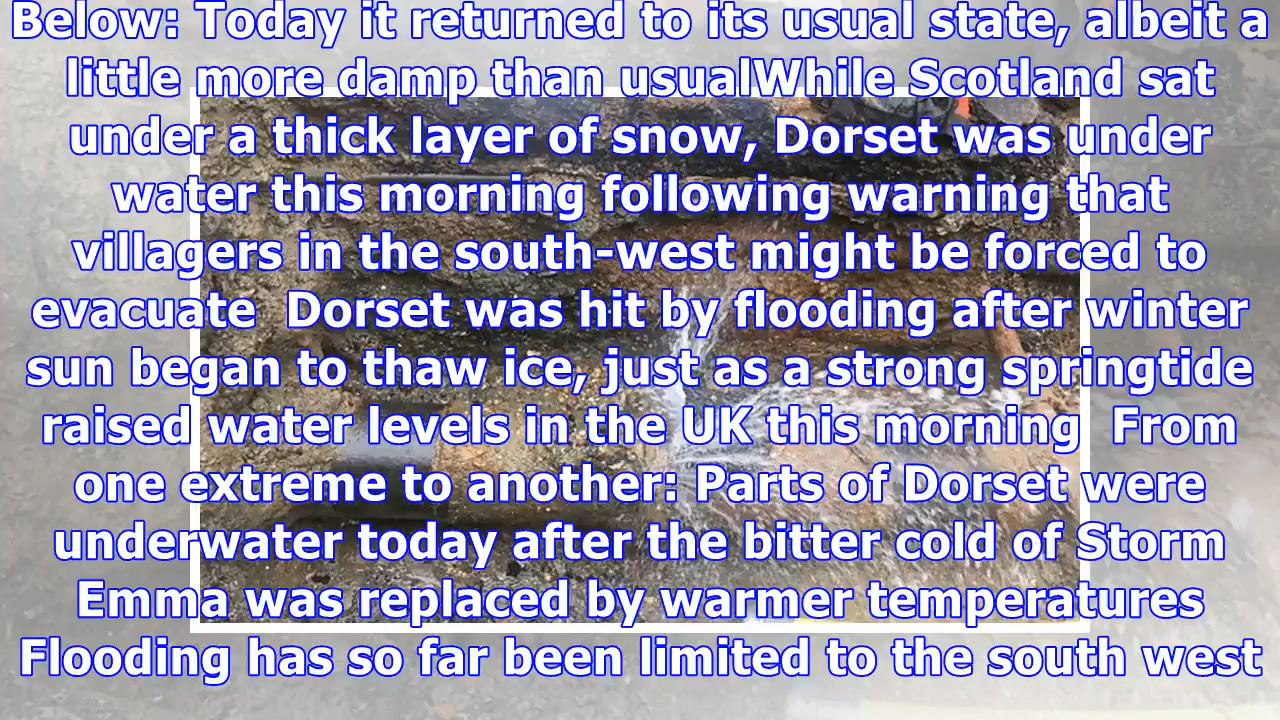 Below: Today it returned to its usual state, albeit a
little more damp than usualWhile Scotland sat
under a thick layer of snow, Dorset was under
water this morning following warning that
villagers in the south-west might be forced to
evacuate  Dorset was hit by flooding after winter
sun began to thaw ice, just as a strong springtide
raised water levels in the UK this morning  From
one extreme to another: Parts of Dorset were
underwater today after the bitter cold of Storm
Emma was replaced by warmer temperatures
Flooding has so far been limited to the south west